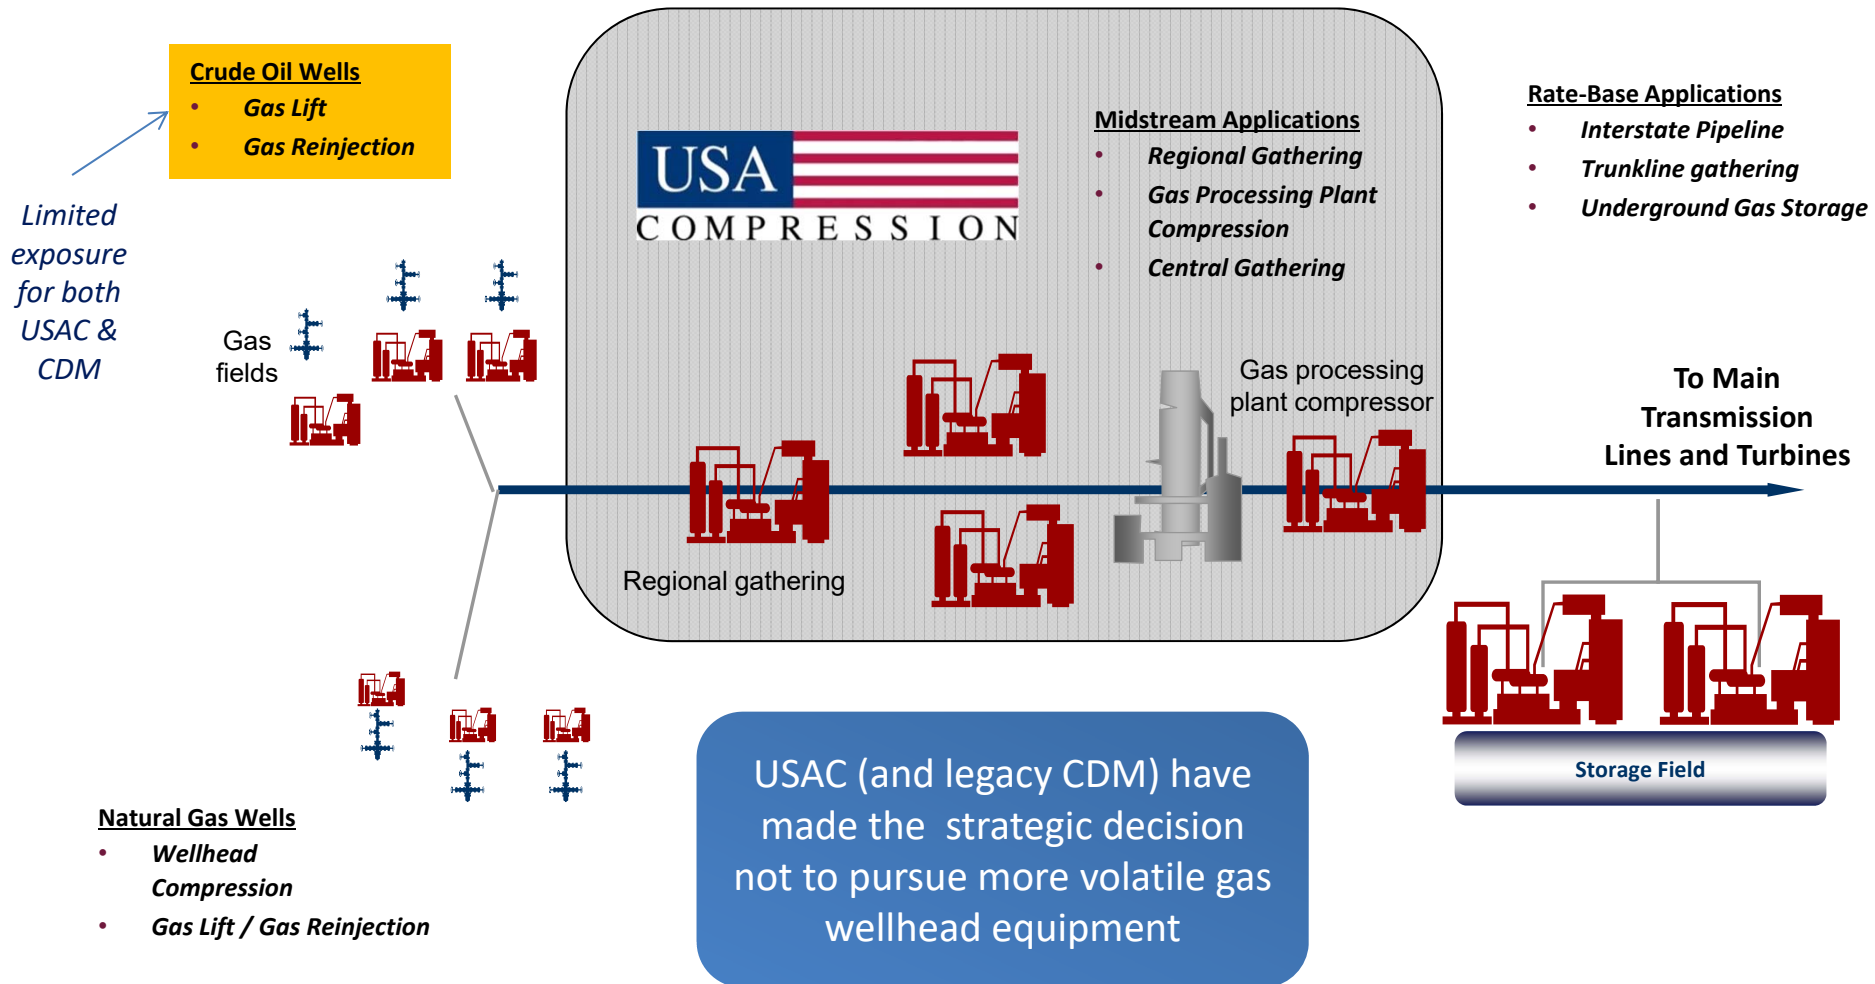 Crude Oil Wells
• Gas Lift
• Gas Reinjection
Limited
exposure
for both
USAC &
CDM
Gas
fields
USA
COMPRESSION
Midstream Applications
• Regional Gathering
• Gas Processing Plant
Compression
• Central Gathering
Rate-Base Applications
• Interstate Pipeline
• Trunkline gathering
• Underground Gas Storage
Gas processing
plant compressor
To Main
Transmission
Lines and Turbines
Regional gathering
Storage Field
Natural Gas Wells
• Wellhead
Compression
• Gas Lift / Gas Reinjection
USAC (and legacy CDM) have
made the  strategic decision
not to pursue more volatile gas
wellhead equipment